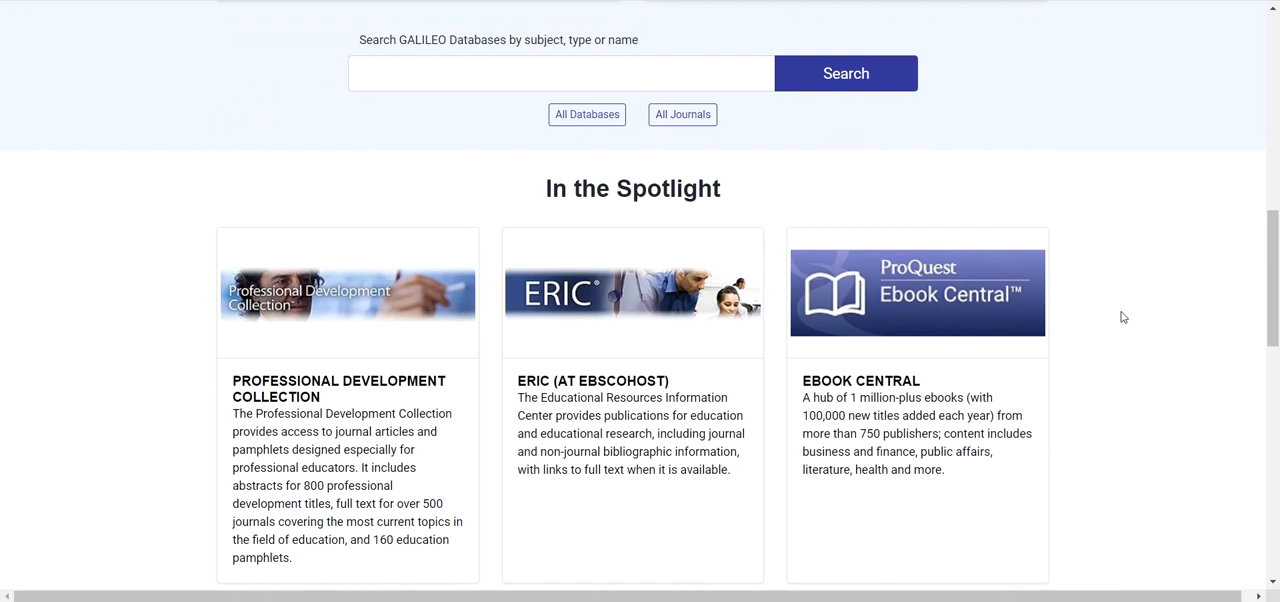 Search GALILEO Databases by subject, type or name
Search
All Databases
All Journals
In the Spotlight
Professional Development
Collection™
ERIC®
ProQuest
Ebook Central™
PROFESSIONAL DEVELOPMENT
COLLECTION
The Professional Development Collection
provides access to journal articles and
pamphlets designed especially for
professional educators. It includes
abstracts for 800 professional
development titles, full text for over 500
journals covering the most current topics in
the field of education, and 160 education
pamphlets.
ERIC (AT EBSCOHOST)
The Educational Resources Information
Center provides publications for education
and educational research, including journal
and non-journal bibliographic information,
with links to full text when it is available.
EBOOK CENTRAL
A hub of 1 million-plus ebooks (with
100,000 new titles added each year) from
more than 750 publishers; content includes
business and finance, public affairs,
literature, health and more.